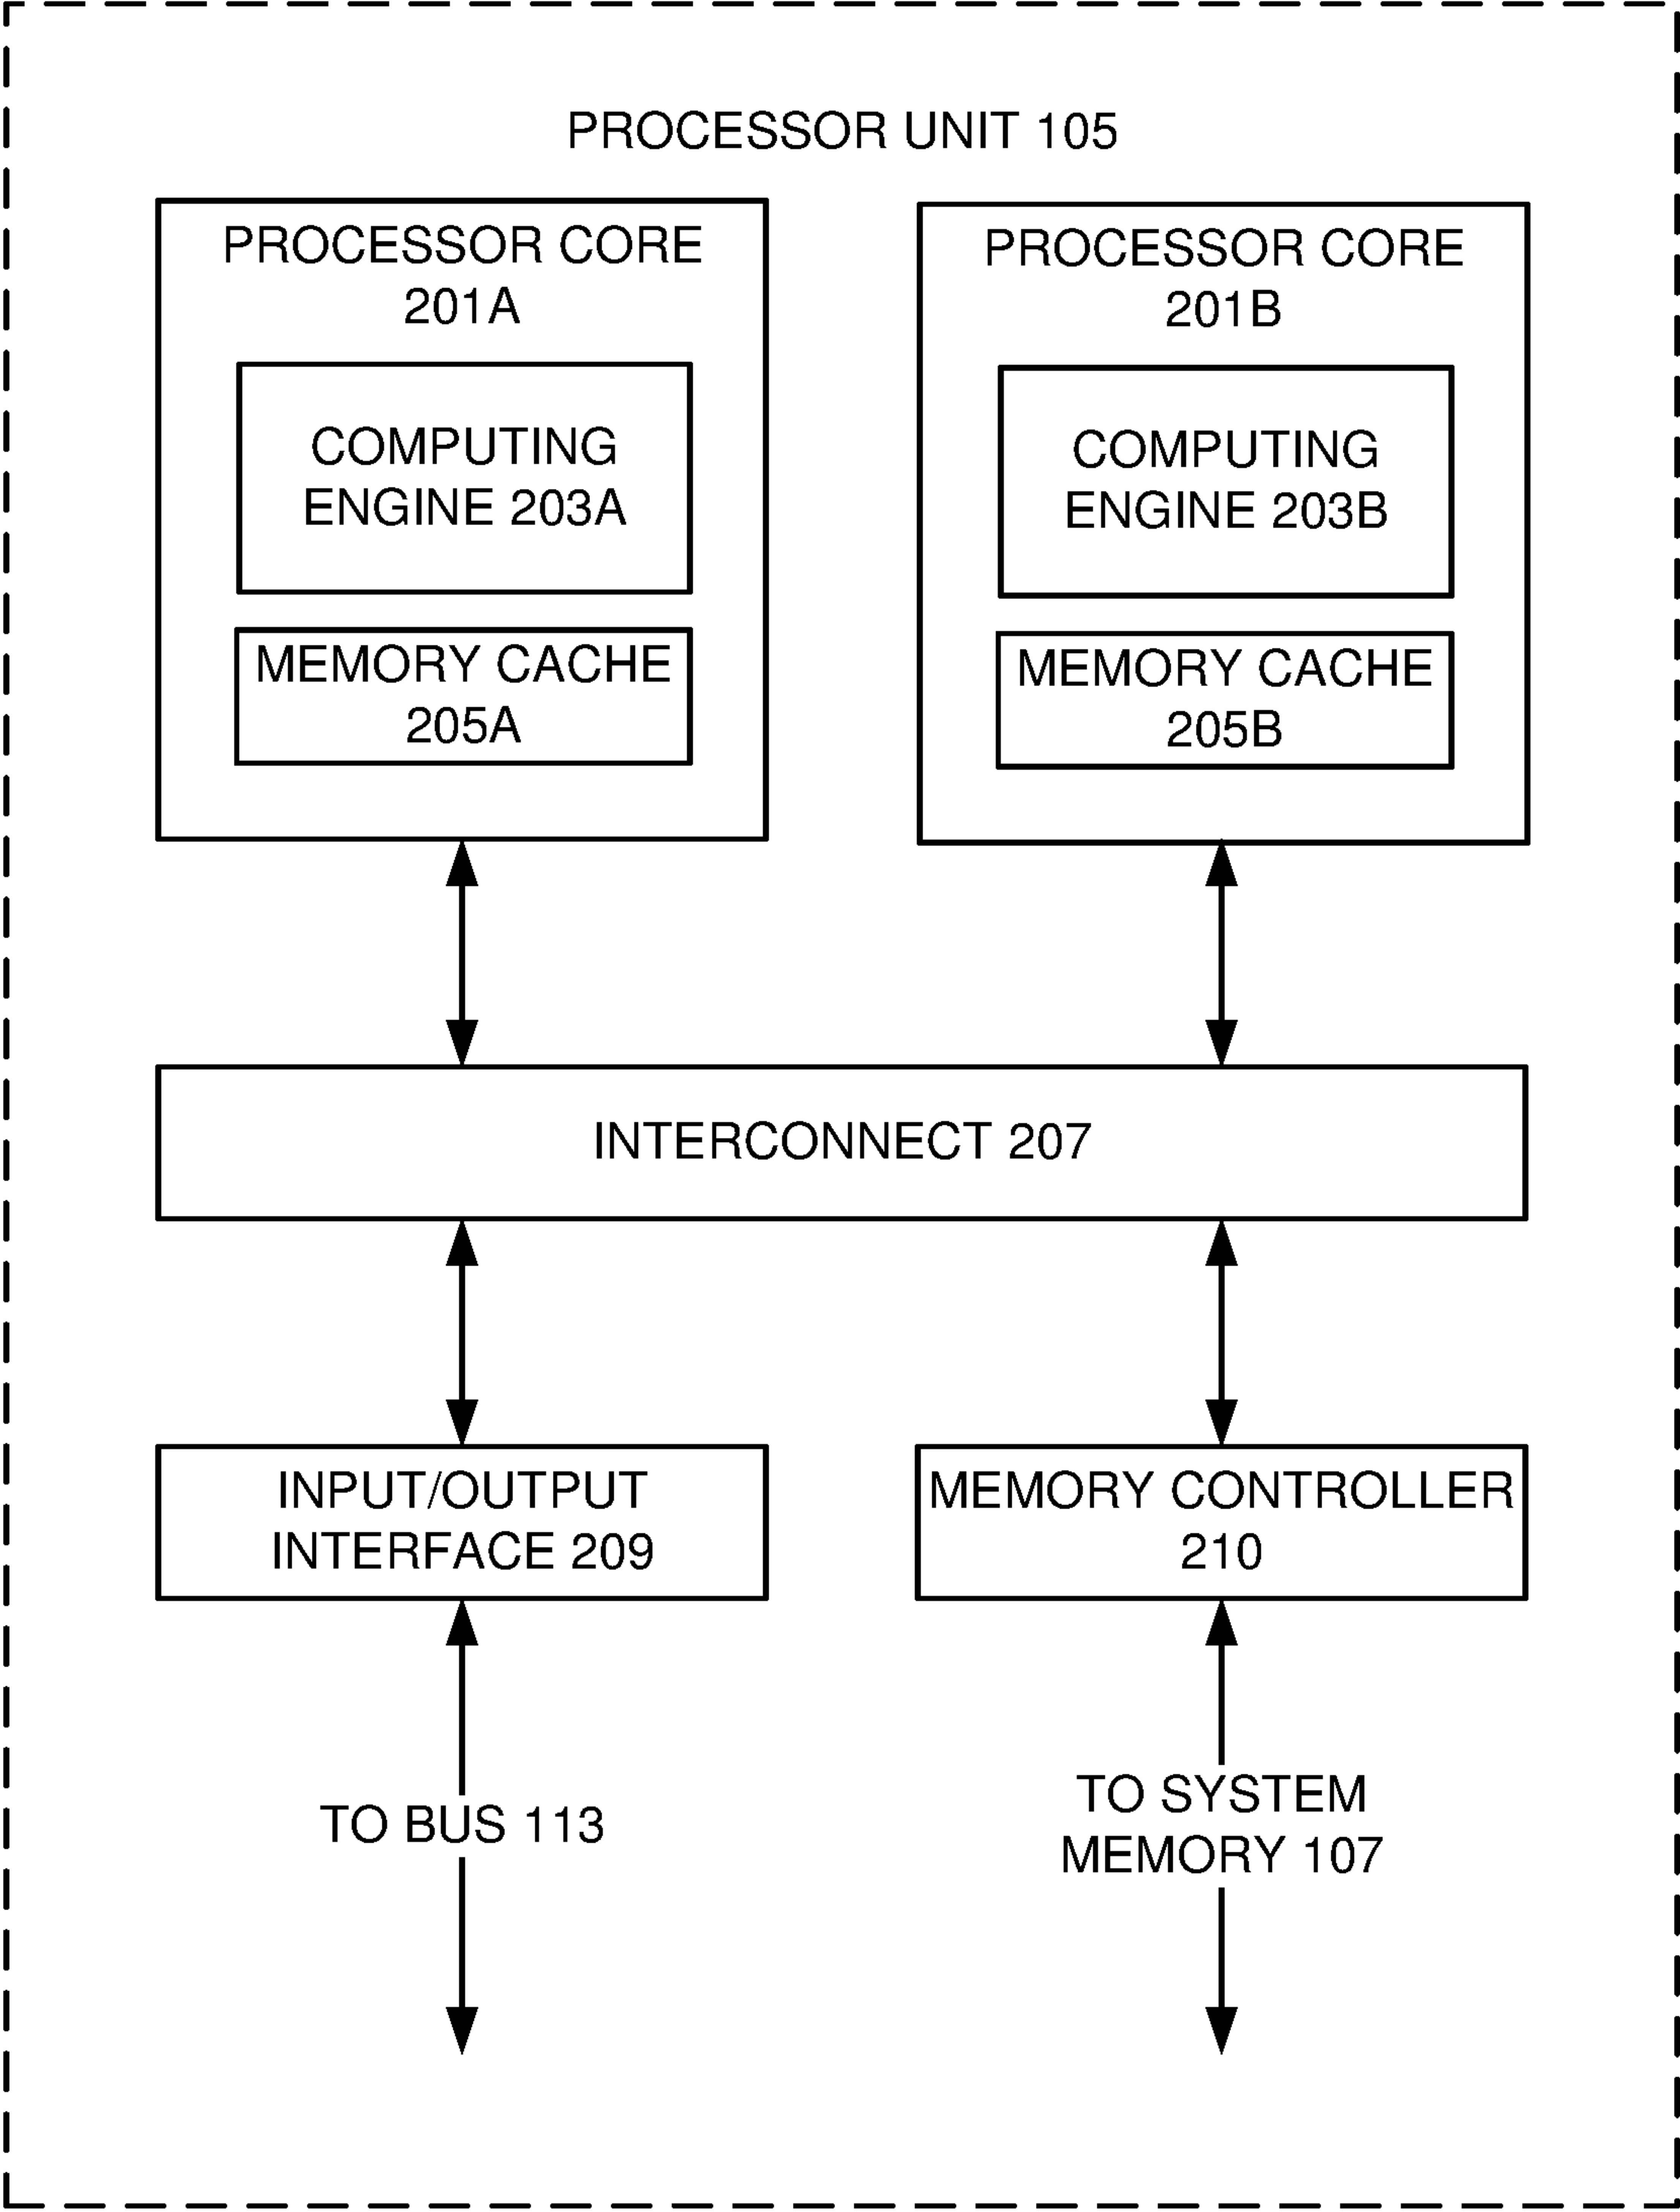 PROCESSOR UNIT 105
PROCESSOR CORE
201A
COMPUTING
ENGINE 203A
MEMORY CACHE
205A
PROCESSOR CORE
201B
COMPUTING
ENGINE 203B
MEMORY CACHE
205B
INTERCONNECT 207
INPUT/OUTPUT
INTERFACE 209
MEMORY CONTROLLER
210
TO BUS 113
TO SYSTEM
MEMORY 107